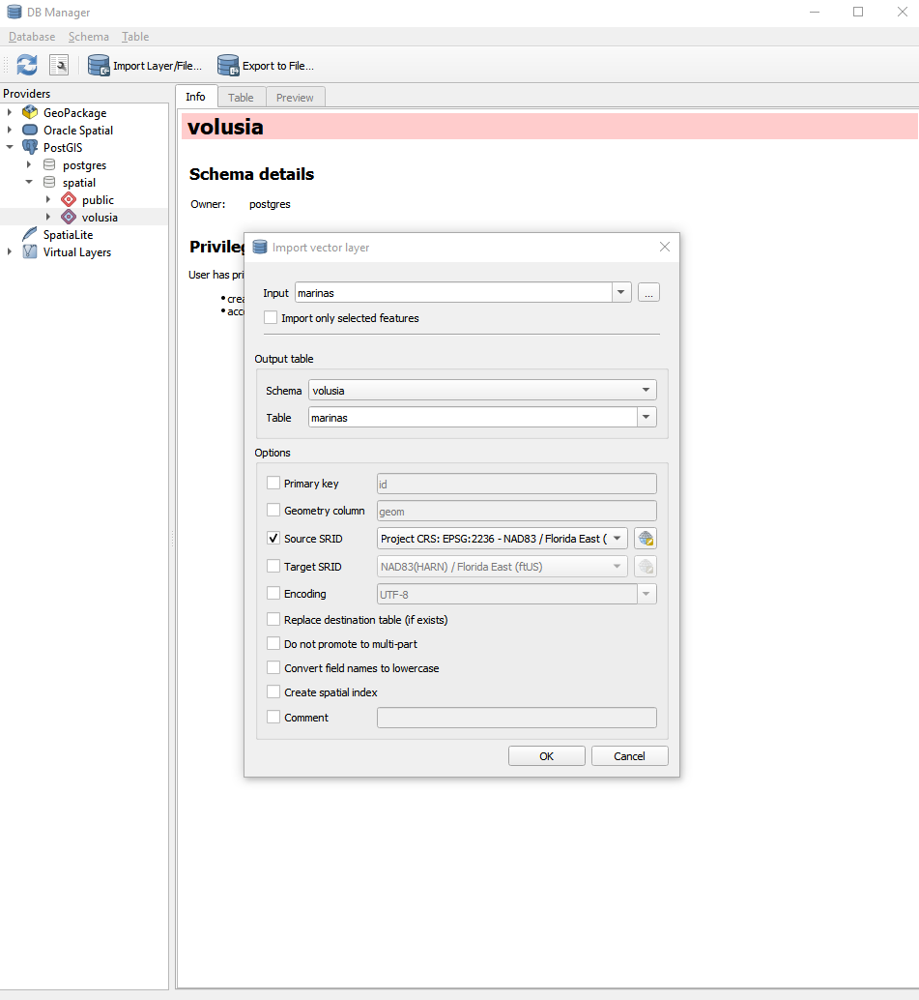 DB Manager
Database Schema Table
Import Layer/File... Export to File...
Providers
GeoPackage
Oracle Spatial
PostGIS
postgres
spatial
public
volusia
SpatiaLite
Virtual Layers
Info Table Preview
volusia
Schema details
Owner: postgres
Privileg
User has pri
• crea
• acc
Import vector layer
Input marinas ...
Import only selected features
Output table
Schema volusia
Table marinas
Options
Primary key id
Geometry column geom
Source SRID Project CRS: EPSG:2236 - NAD83 / Florida East (
Target SRID NAD83(HARN) / Florida East (ftUS)
Encoding UTF-8
Replace destination table (if exists)
Do not promote to multi-part
Convert field names to lowercase
Create spatial index
Comment
OK Cancel